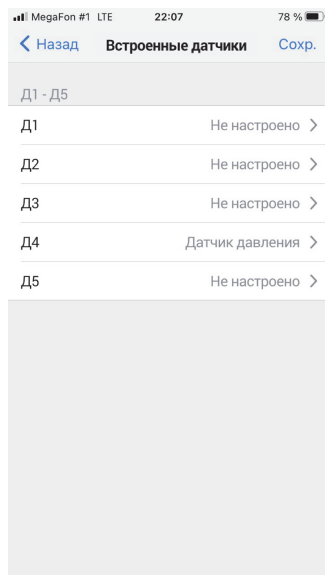 MegaFon #1 LTE 22:07 78 %
Назад Встроенные датчики Сохр.
Д1 - Д5
Д1 Не настроено
Д2 Не настроено
Д3 Не настроено
Д4 Датчик давления
Д5 Не настроено